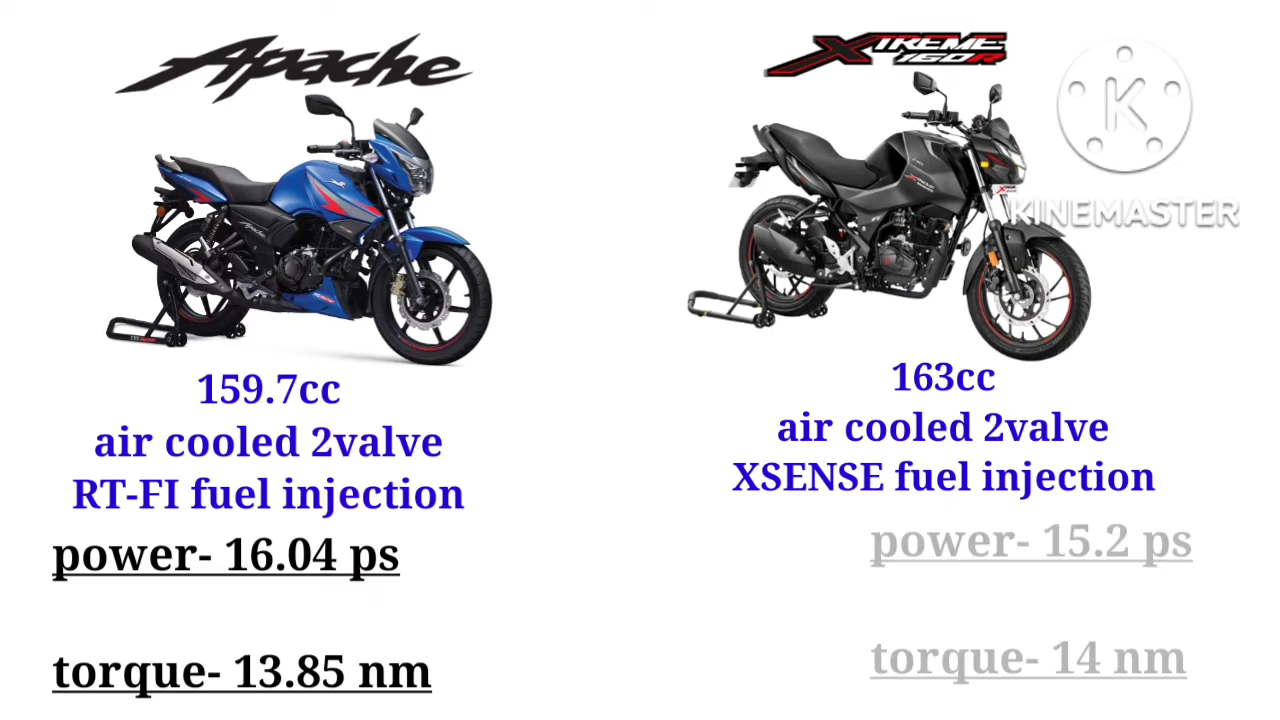 Apache
159.7cc
air cooled 2valve
RT-FI fuel injection
power- 16.04 ps
torque- 13.85 nm
XTREME
160R
K
KINEMASTER
163cc
air cooled 2valve
XSENSE fuel injection
power- 15.2 ps
torque- 14 nm